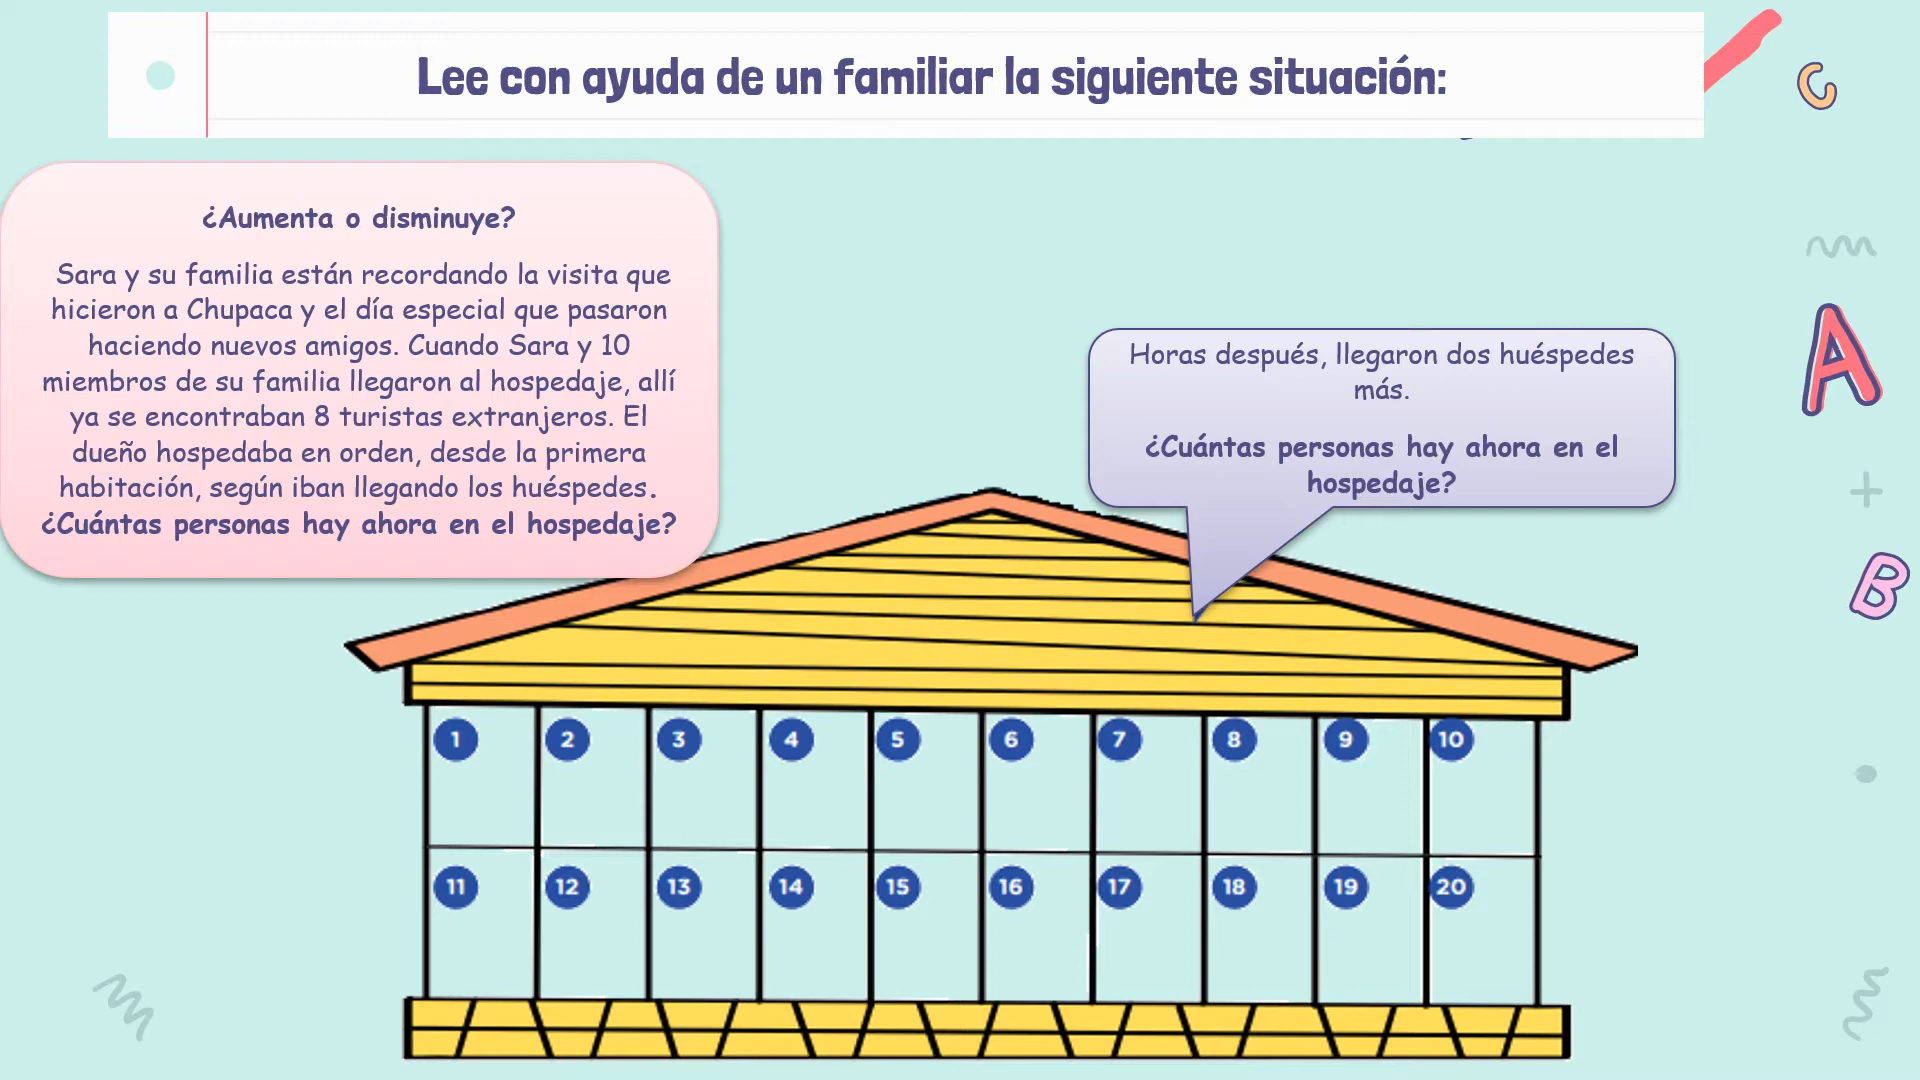 Lee con ayuda de un familiar la siguiente situación:
C
¿Aumenta o disminuye?
Sara y su familia están recordando la visita que
hicieron a Chupaca y el día especial que pasaron
haciendo nuevos amigos. Cuando Sara y 10
miembros de su familia llegaron al hospedaje, allí
ya se encontraban 8 turistas extranjeros. El
dueño hospedaba en orden, desde la primera
habitación, según iban llegando los huéspedes.
¿Cuántas personas hay ahora en el hospedaje?
Horas después, llegaron dos huéspedes
más.
¿Cuántas personas hay ahora en el
hospedaje?
A
B
1 2 3 4 5 6 7 8 9 10
11 12 13 14 15 16 17 18 19 20